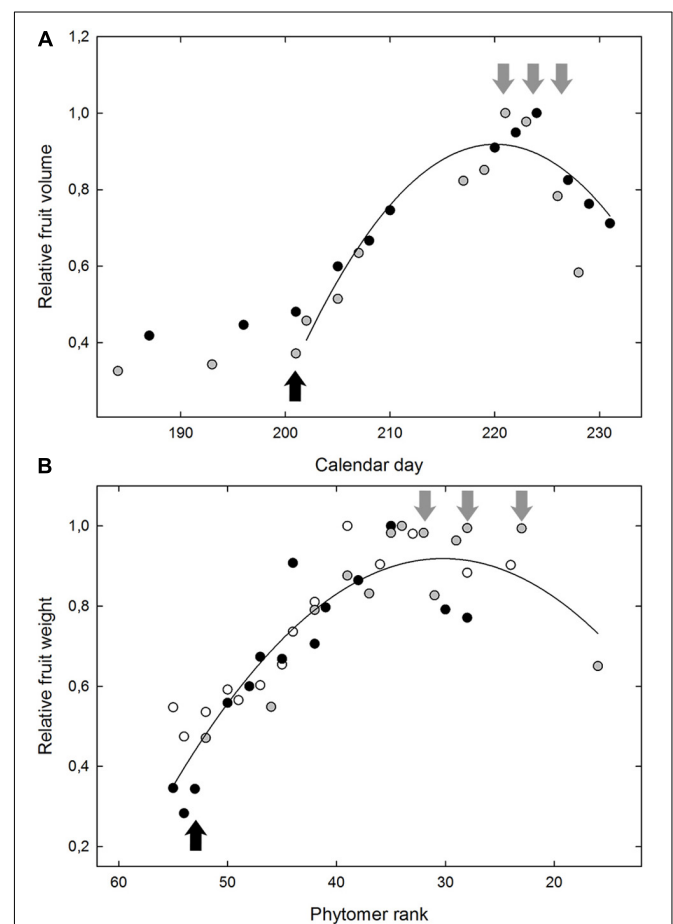 A
1,2
1,0
0,8
0,6
0,4
Relative fruit volume
190 200 210 220 230
Calendar day
B
1,0
0,8
0,6
0,4
0,2
Relative fruit weight
60 50 40 30 20
Phytomer rank